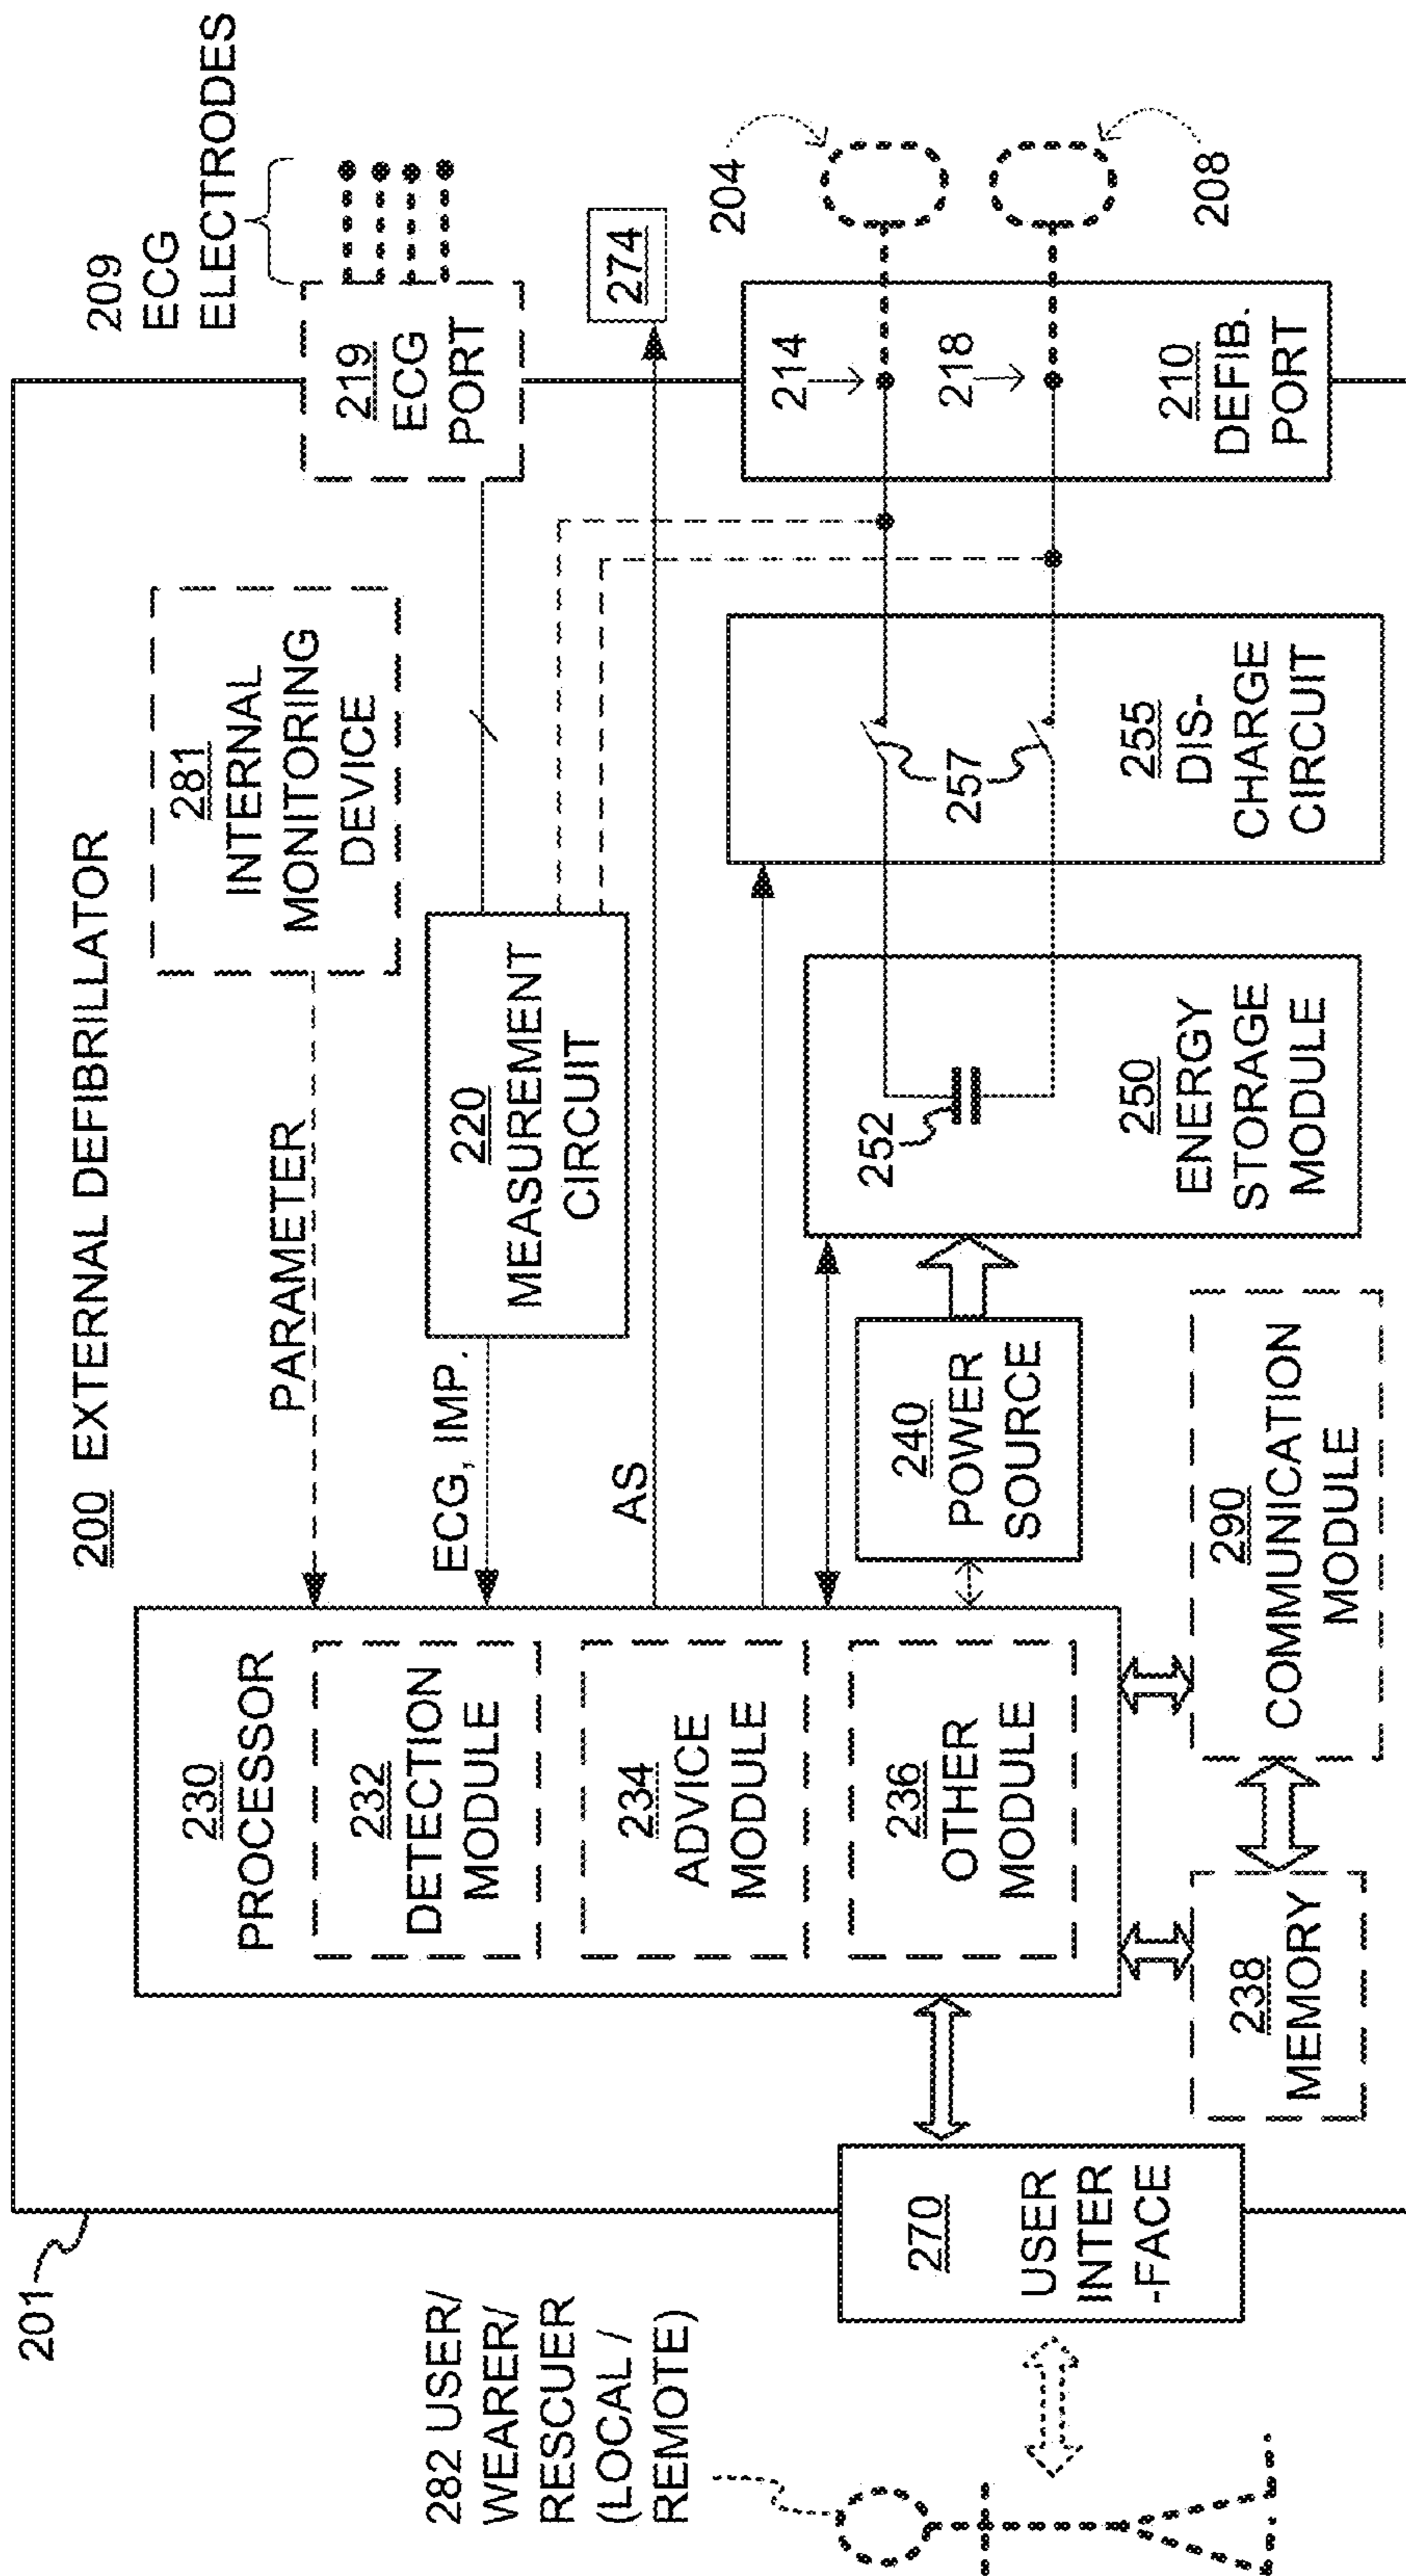 200 EXTERNAL DEFIBRILLATOR
201
209
ECG
ELECTRODES
219
ECG
PORT
281
INTERNAL
MONITORING
DEVICE
PARAMETER
220
MEASUREMENT
CIRCUIT
ECG, IMP.
AS
274
230
PROCESSOR
232
DETECTION
MODULE
234
ADVICE
MODULE
236
OTHER
MODULE
204
208
214
218
210
DEFIB.
PORT
257
255
DIS-
CHARGE
CIRCUIT
252
250
ENERGY
STORAGE
MODULE
240
POWER
SOURCE
290
COMMUNICATION
MODULE
238
MEMORY
270
USER
INTER
-FACE
282 USER/
WEARER/
RESCUER
(LOCAL /
REMOTE)